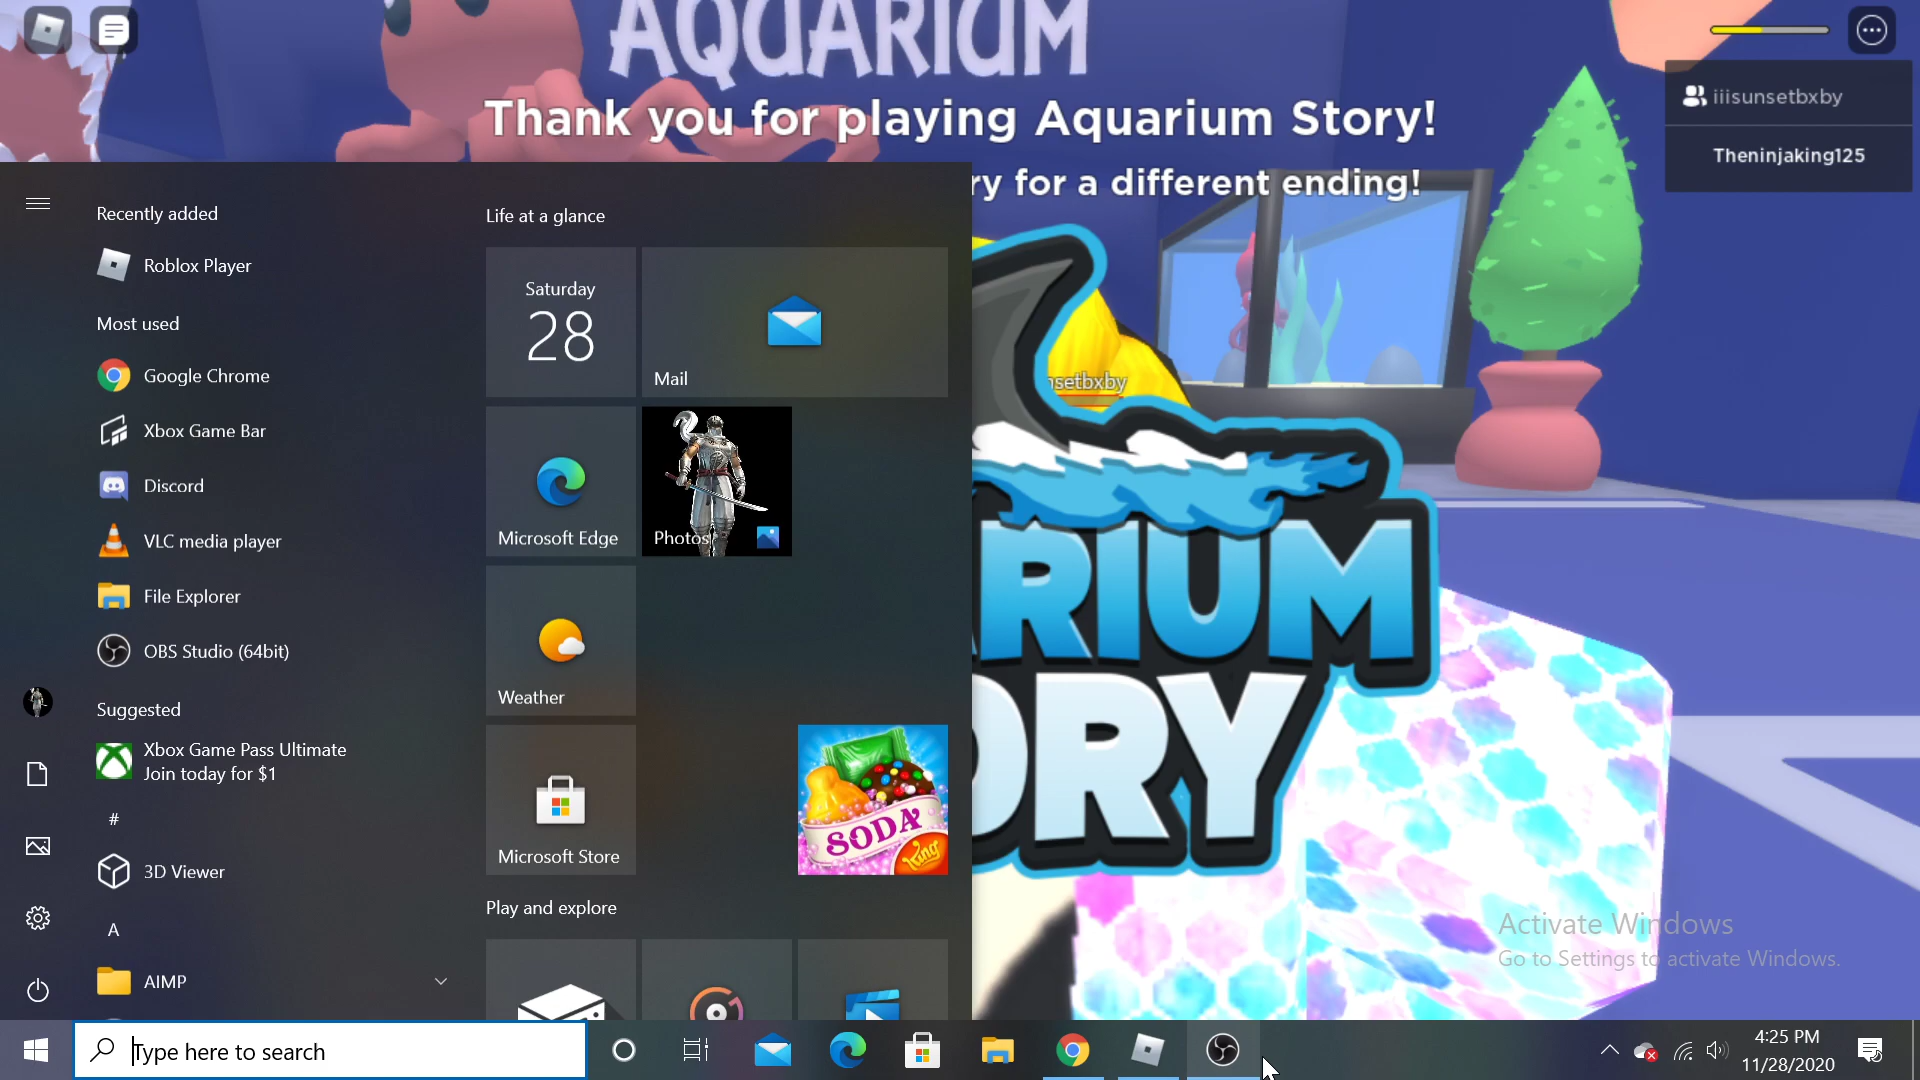 AQUARIUM
Thank you for playing Aquarium Story!
ry for a different ending!
iiisunsetbxby
Theninjaking125
Recently added
Roblox Player
Most used
Google Chrome
Xbox Game Bar
Discord
VLC media player
File Explorer
OBS Studio (64bit)
Suggested
Xbox Game Pass Ultimate
Join today for $1
#
3D Viewer
A
AIMP
Life at a glance
Saturday
28
Mail
Microsoft Edge
Photos
Weather
Microsoft Store
SODA
King
Play and explore
nsetbxby
RIUM
ORY
Activate Windows
Go to Settings to activate Windows.
Type here to search
4:25 PM
11/28/2020